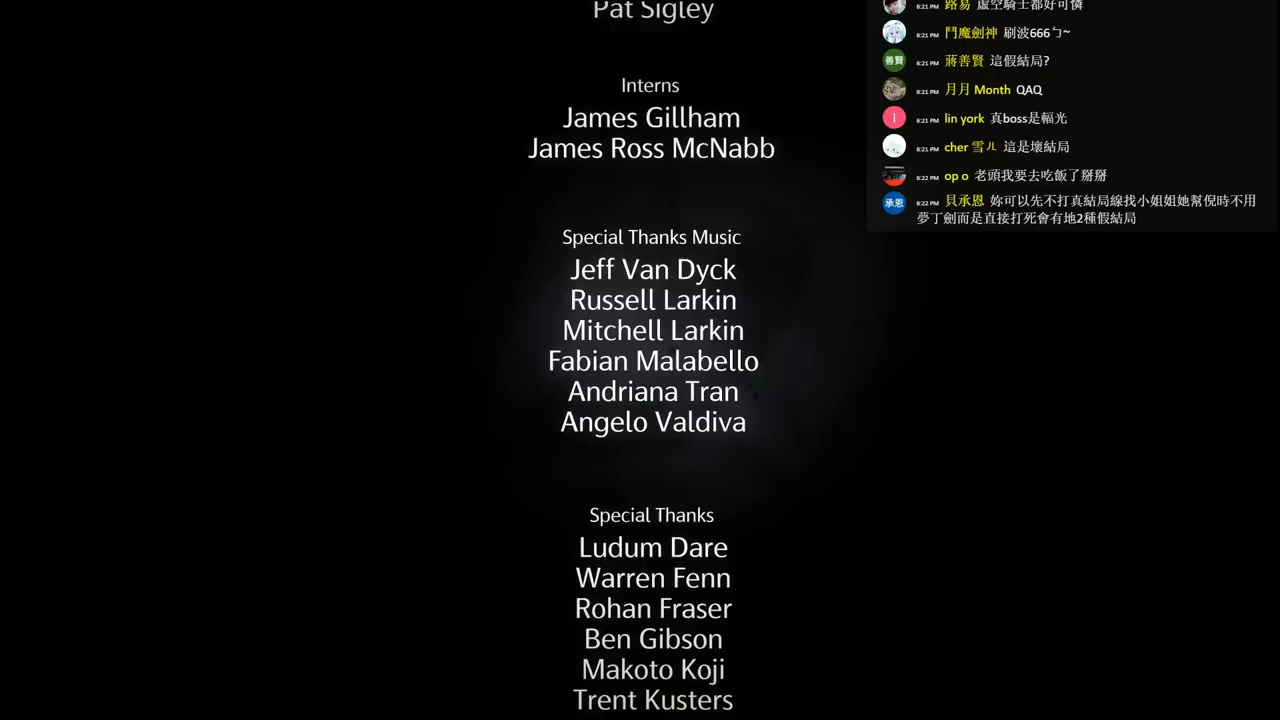 Pat Sigley
Interns
James Gillham
James Ross McNabb
Special Thanks Music
Jeff Van Dyck
Russell Larkin
Mitchell Larkin
Fabian Malabello
Andriana Tran
Angelo Valdiva
Special Thanks
Ludum Dare
Warren Fenn
Rohan Fraser
Ben Gibson
Makoto Koji
Trent Kusters
6:21 PM 路易 虛空騎士都好可憐
6:21 PM 鬥魔劍神 刷波666ㄅ~
善賢 6:21 PM 蔣善賢 這假結局?
6:21 PM 月月 Month QAQ
l 6:21 PM lin york 真boss是輻光
6:21 PM cher 雪ㄦ 這是壞結局
6:22 PM op o 老頭我要去吃飯了掰掰
承恩 6:22 PM 貝承恩 妳可以先不打真結局線找小姐姐她幫倪時不用
夢丁劍而是直接打死會有地2種假結局